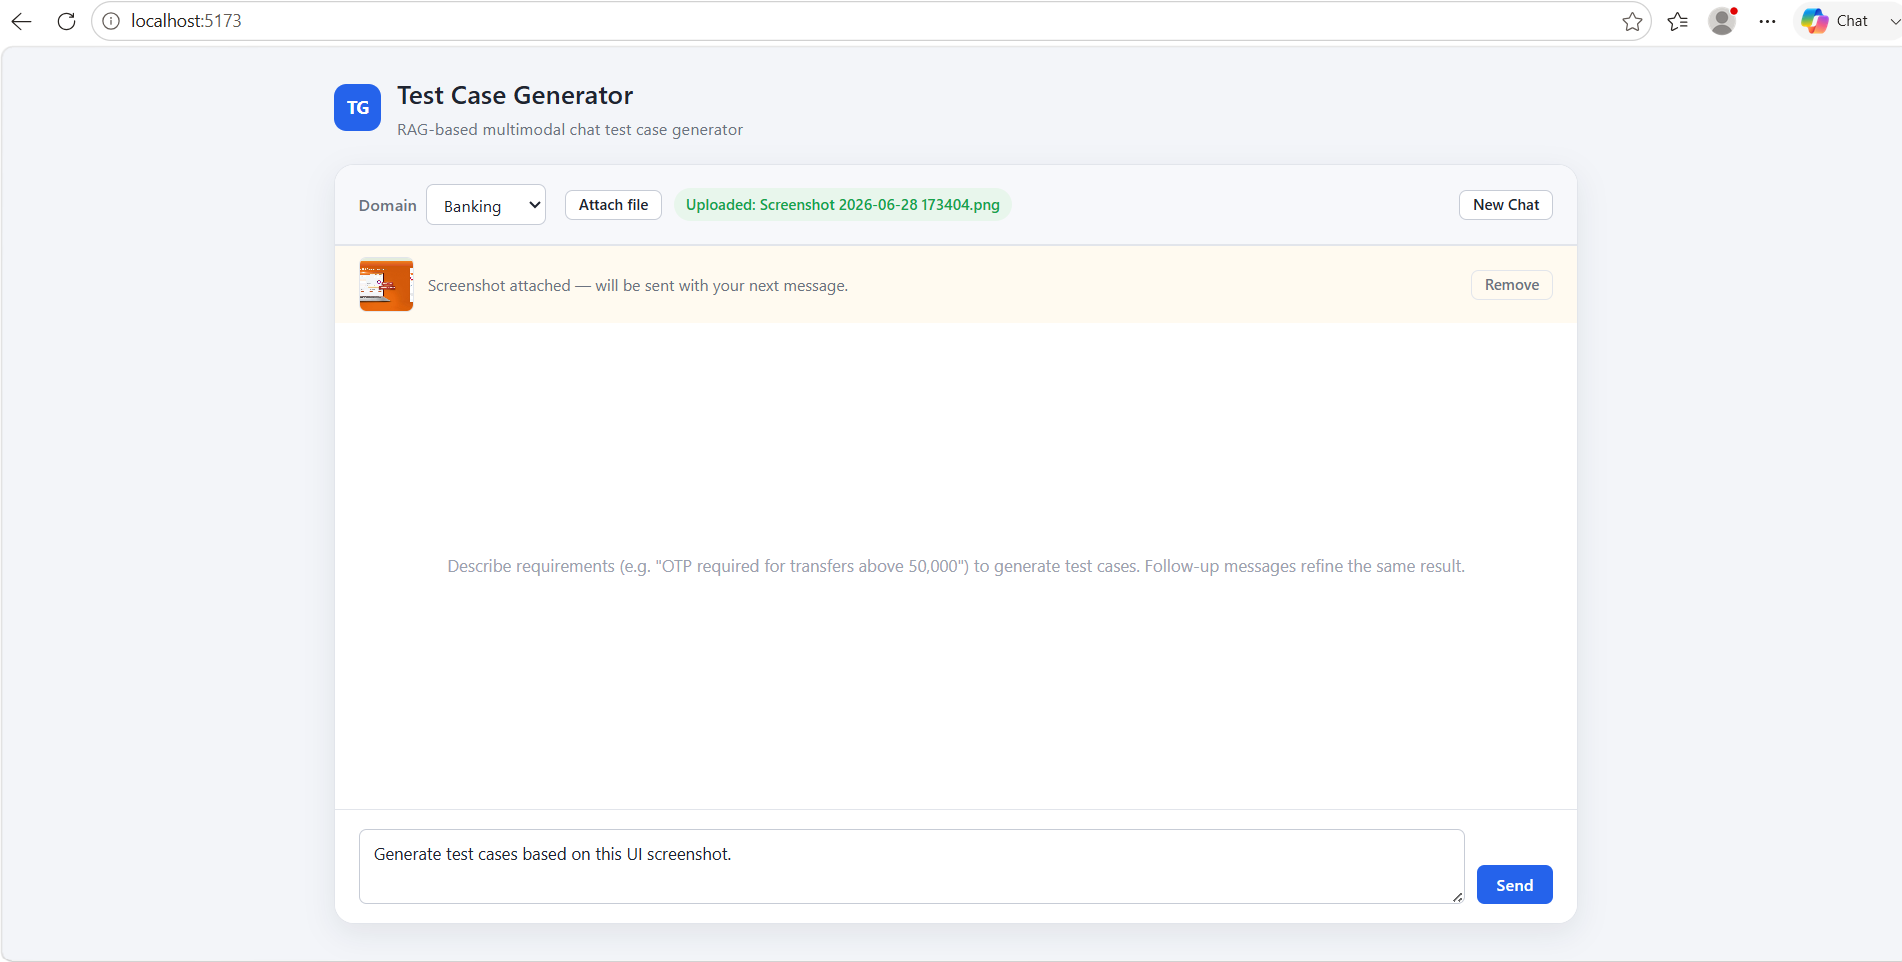 localhost:5173
Chat
TG
Test Case Generator
RAG-based multimodal chat test case generator
Domain
Banking
Attach file
Uploaded: Screenshot 2026-06-28 173404.png
New Chat
Screenshot attached — will be sent with your next message.
Remove
Describe requirements (e.g. "OTP required for transfers above 50,000") to generate test cases. Follow-up messages refine the same result.
Generate test cases based on this UI screenshot.
Send